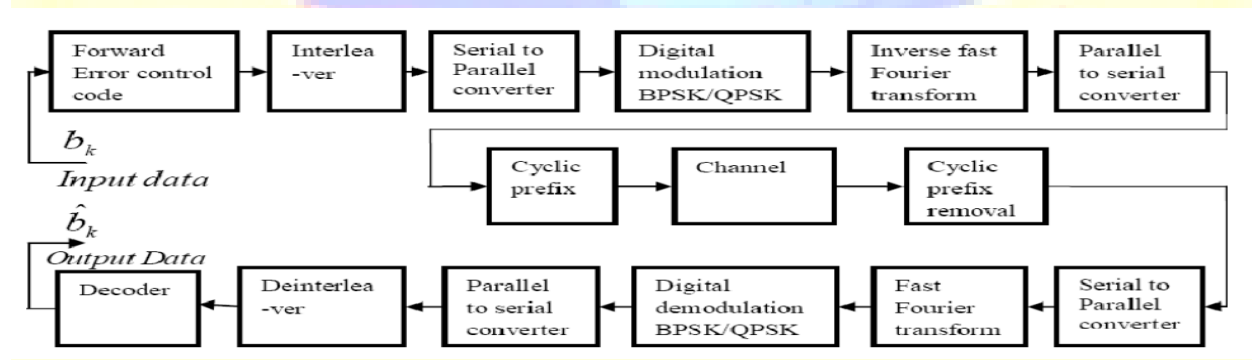 Forward
Error control
code
Interlea
-ver
Serial to
Parallel
converter
Digital
modulation
BPSK/QPSK
Inverse fast
Fourier
transform
Parallel
to serial
converter
b_k
Input data
Cyclic
prefix
Channel
Cyclic
prefix
removal
b̂_k
Output Data
Decoder
Deinterlea
-ver
Parallel
to serial
converter
Digital
demodulation
BPSK/QPSK
Fast
Fourier
transform
Serial to
Parallel
converter